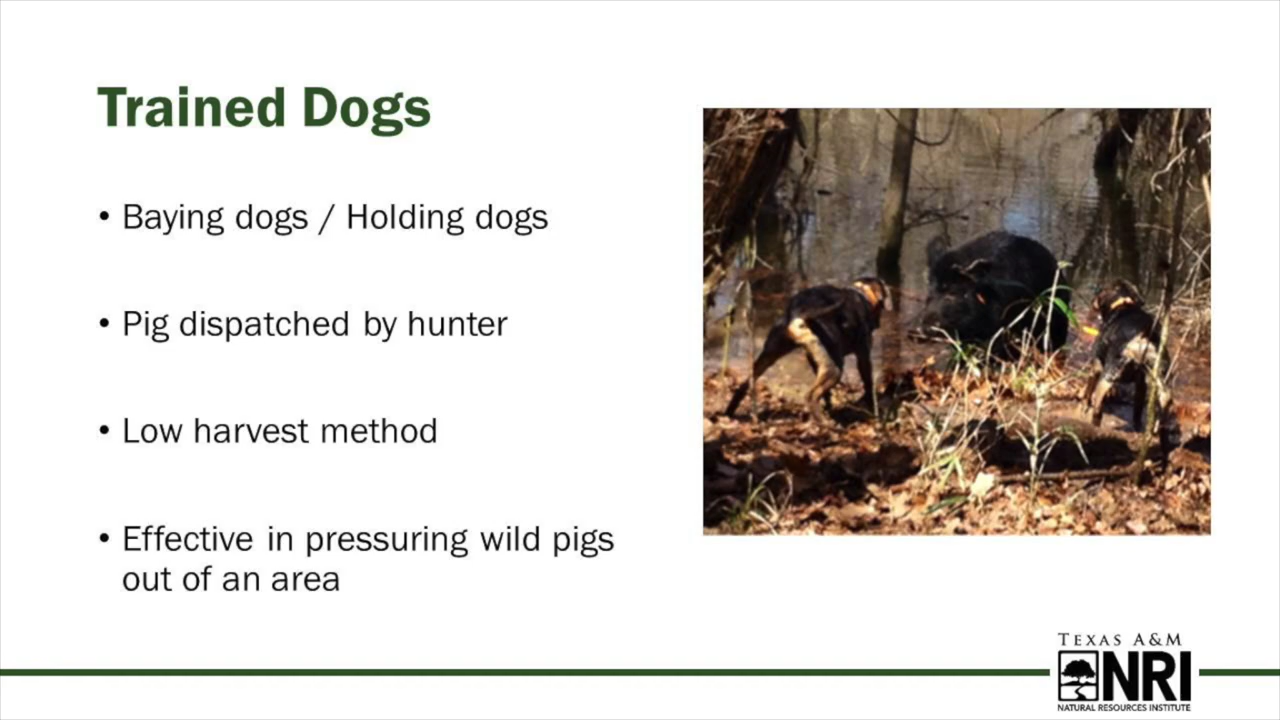 Trained Dogs
• Baying dogs / Holding dogs
• Pig dispatched by hunter
• Low harvest method
• Effective in pressuring wild pigs
out of an area
TEXAS A&M
NRI
NATURAL RESOURCES INSTITUTE